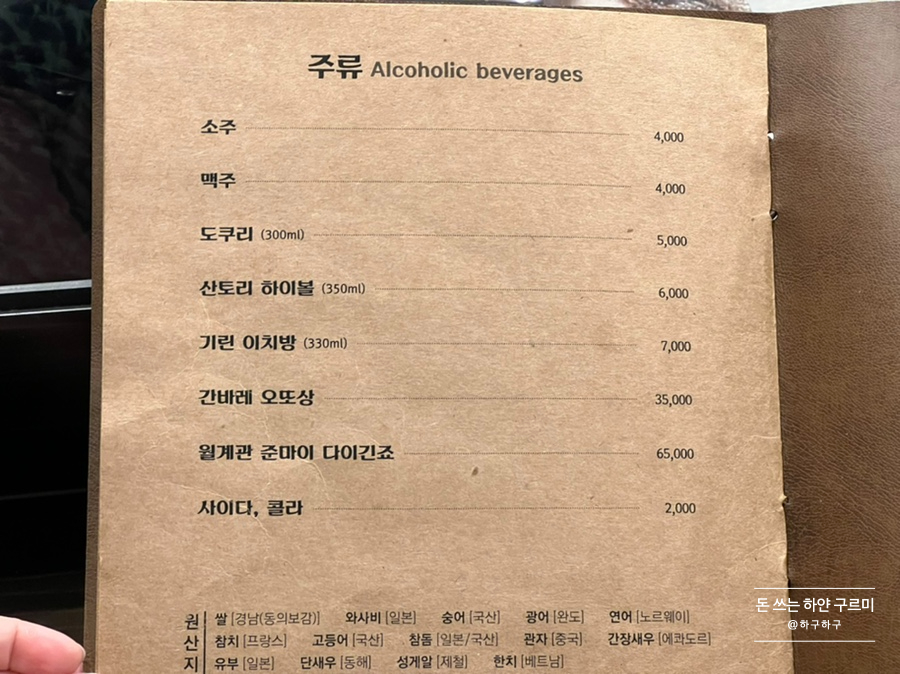 주류 Alcoholic beverages
소주 4,000
맥주 4,000
도쿠리 (300ml) 5,000
산토리 하이볼 (350ml) 6,000
기린 이치방 (330ml) 7,000
간바레 오또상 35,000
월계관 준마이 다이긴죠 65,000
사이다, 콜라 2,000
원산지
쌀 [경남(동의보감)] 와사비 [일본] 숭어 [국산] 광어 [완도] 연어 [노르웨이]
참치 [프랑스] 고등어 [국산] 참돔 [일본/국산] 관자 [중국] 간장새우 [에콰도르]
유부 [일본] 단새우 [동해] 성게알 [제철] 한치 [베트남]
돈 쓰는 하얀 구르미
@하구하구